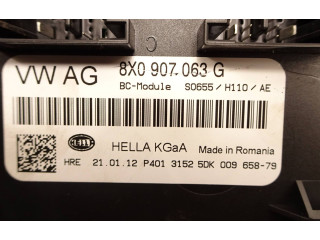 VW AG 8X0 907 063 G
BC-Module S0655 / H110 / AE
HELLA HELLA KGaA Made in Romania
HRE 21.01.12 P401 3152 5DK 009 658-79